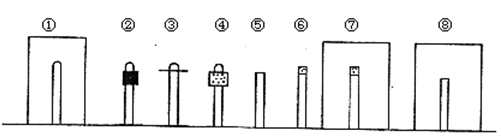 ① ② ③ ④ ⑤ ⑥ ⑦ ⑧